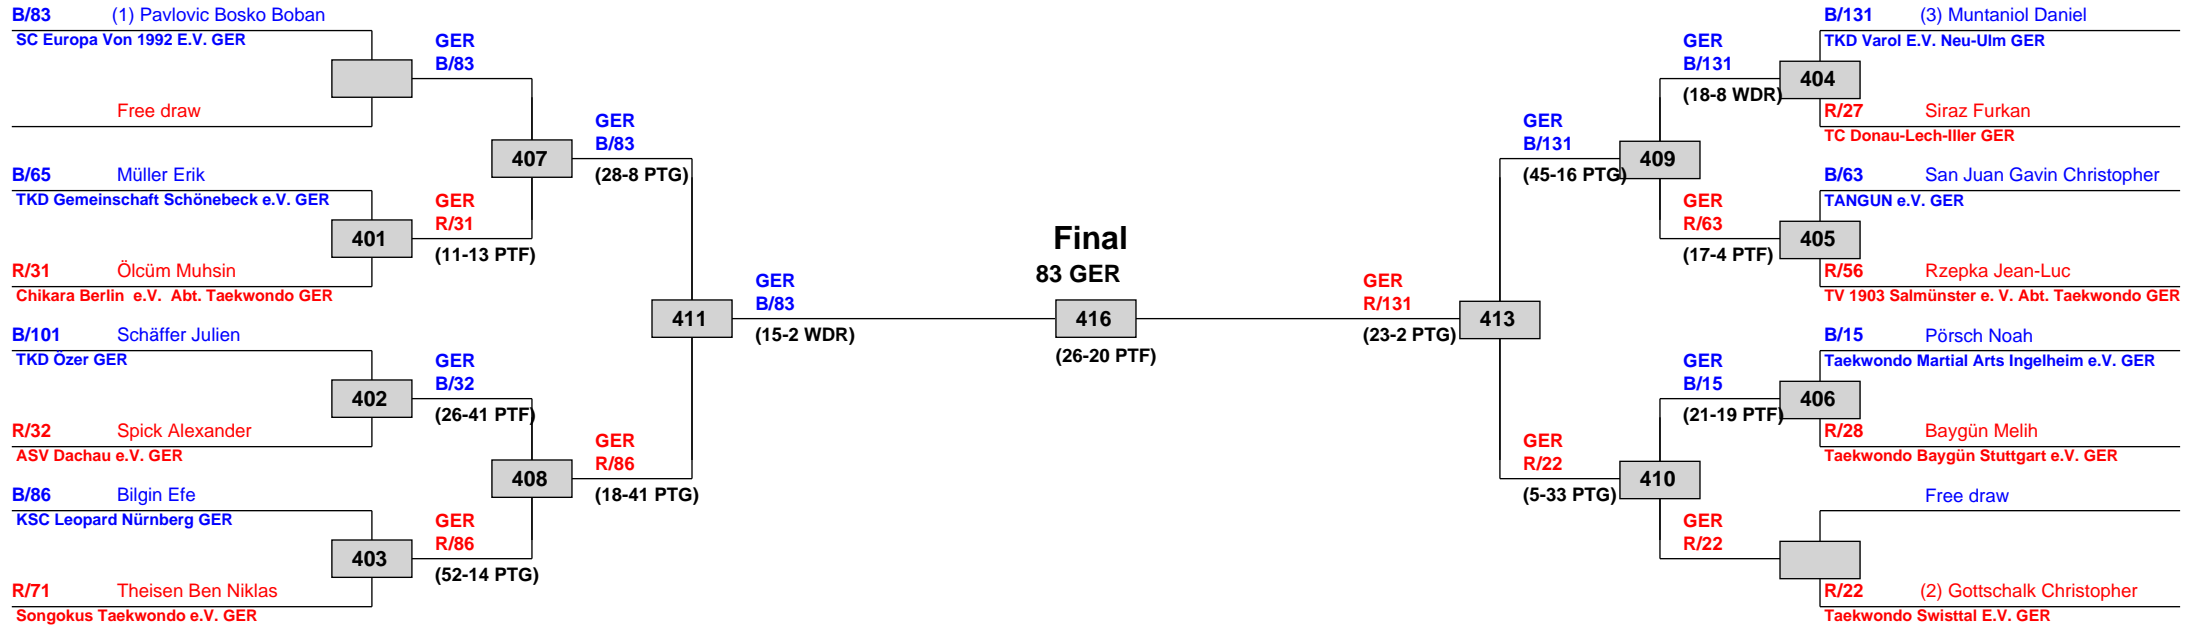 B/83 (1) Pavlovic Bosko Boban
SC Europa Von 1992 E.V. GER
Free draw
B/65 Müller Erik
TKD Gemeinschaft Schönebeck e.V. GER
401
R/31 Ölcüm Muhsin
Chikara Berlin e.V. Abt. Taekwondo GER
B/101 Schäffer Julien
TKD Özer GER
402
R/32 Spick Alexander
ASV Dachau e.V. GER
B/86 Bilgin Efe
KSC Leopard Nürnberg GER
403
R/71 Theisen Ben Niklas
Songokus Taekwondo e.V. GER
GER
B/83
407
GER
R/31
(11-13 PTF)
GER
B/32
(26-41 PTF)
408
GER
R/86
(52-14 PTG)
GER
B/83
(28-8 PTG)
411
GER
R/86
(18-41 PTG)
GER
B/83
(15-2 WDR)
Final
83 GER
416
(26-20 PTF)
GER
R/131
(23-2 PTG)
413
GER
B/131
(45-16 PTG)
409
GER
R/22
(5-33 PTG)
410
GER
B/131
(18-8 WDR)
GER
R/63
(17-4 PTF)
GER
B/15
(21-19 PTF)
GER
R/22
B/131 (3) Muntaniol Daniel
TKD Varol E.V. Neu-Ulm GER
404
R/27 Siraz Furkan
TC Donau-Lech-Iller GER
B/63 San Juan Gavin Christopher
TANGUN e.V. GER
405
R/56 Rzepka Jean-Luc
TV 1903 Salmünster e. V. Abt. Taekwondo GER
B/15 Pörsch Noah
Taekwondo Martial Arts Ingelheim e.V. GER
406
R/28 Baygün Melih
Taekwondo Baygün Stuttgart e.V. GER
Free draw
R/22 (2) Gottschalk Christopher
Taekwondo Swisttal E.V. GER